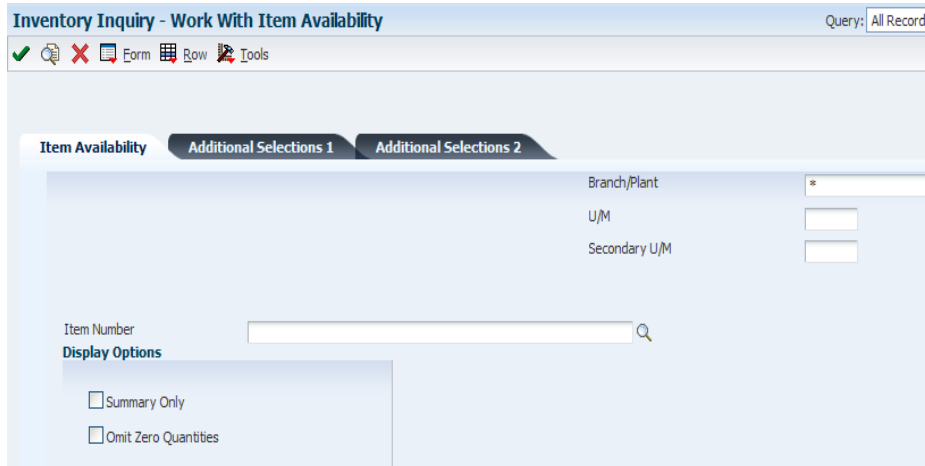 Inventory Inquiry - Work With Item Availability Query: All Record
Form Row Tools
Item Availability Additional Selections 1 Additional Selections 2
Branch/Plant *
U/M
Secondary U/M
Item Number
Display Options
Summary Only
Omit Zero Quantities